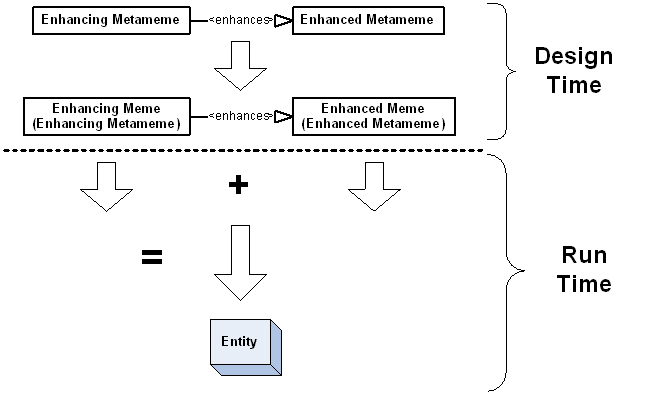 Enhancing Metameme <enhances> Enhanced Metameme
Design
Time
Enhancing Meme <enhances> Enhanced Meme
(Enhancing Metameme) (Enhanced Metameme)
+
=
Run
Time
Entity